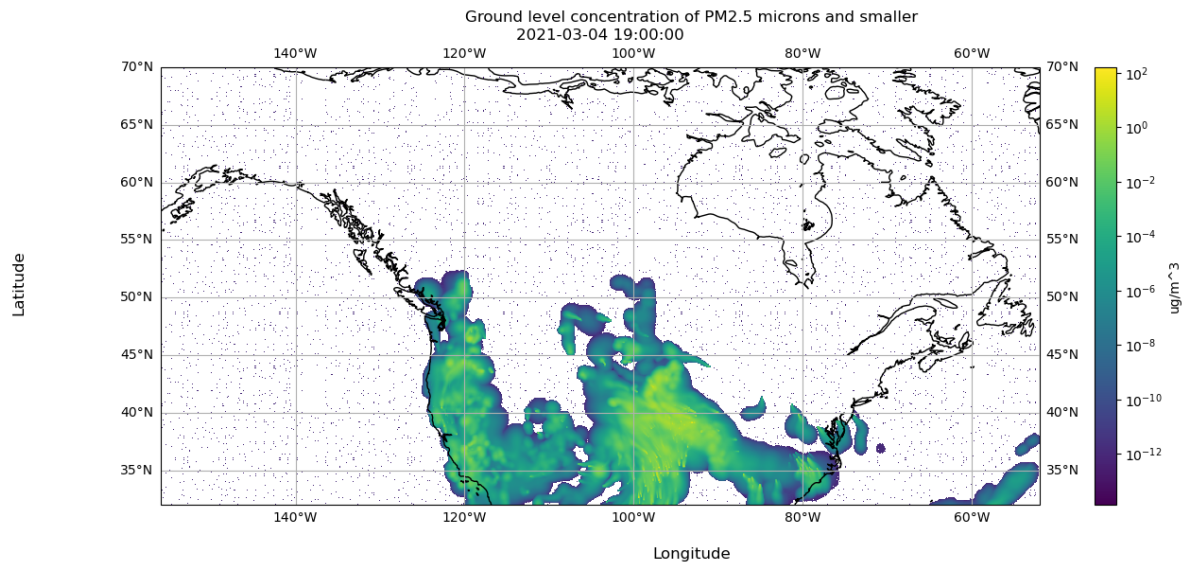 Ground level concentration of PM2.5 microns and smaller
2021-03-04 19:00:00
140°W 120°W 100°W 80°W 60°W
70°N 70°N 10^2
65°N 65°N
10^0
60°N 60°N 10^-2
55°N 55°N 10^-4
Latitude
50°N 50°N 10^-6
ug/m^3
45°N 45°N 10^-8
40°N 40°N 10^-10
35°N 35°N 10^-12
140°W 120°W 100°W 80°W 60°W
Longitude